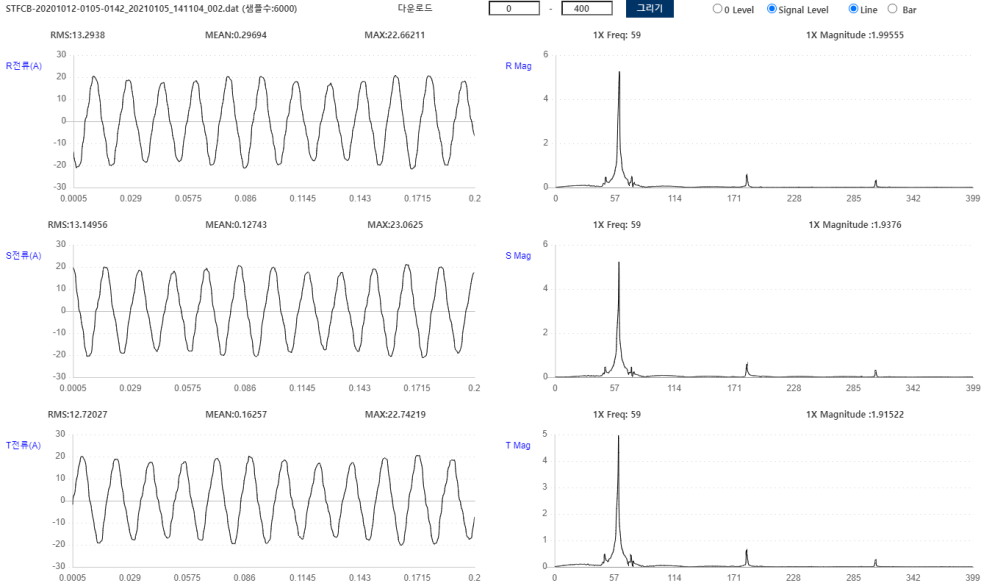 STFCB-20201012-0105-0142_20210105_141104_002.dat (샘플수:6000) 다운로드 0 - 400 그리기 0 Level Signal Level Line Bar
RMS:13.2938 MEAN:0.29694 MAX:22.66211 1X Freq: 59 1X Magnitude :1.99555
R전류(A)
30
20
10
0
-10
-20
-30
0.0005 0.029 0.0575 0.086 0.1145 0.143 0.1715 0.2
R Mag
6
4
2
0
0 57 114 171 228 285 342 399
RMS:13.14956 MEAN:0.12743 MAX:23.0625 1X Freq: 59 1X Magnitude :1.9376
S전류(A)
30
20
10
0
-10
-20
-30
0.0005 0.029 0.0575 0.086 0.1145 0.143 0.1715 0.2
S Mag
6
4
2
0
0 57 114 171 228 285 342 399
RMS:12.72027 MEAN:0.16257 MAX:22.74219 1X Freq: 59 1X Magnitude :1.91522
T전류(A)
30
20
10
0
-10
-20
-30
0.0005 0.029 0.0575 0.086 0.1145 0.143 0.1715 0.2
T Mag
5
4
3
2
1
0
0 57 114 171 228 285 342 399